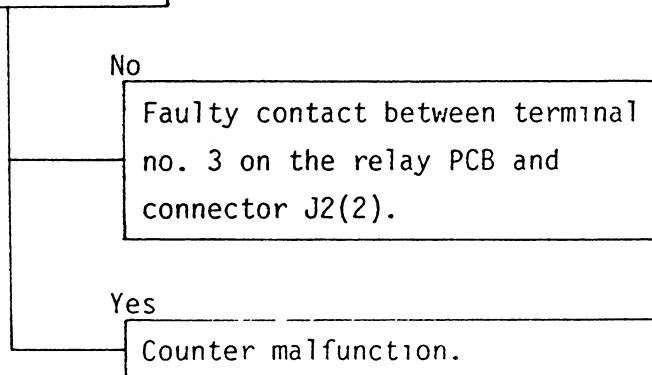 No
Faulty contact between terminal
no. 3 on the relay PCB and
connector J2(2).
Yes
Counter malfunction.